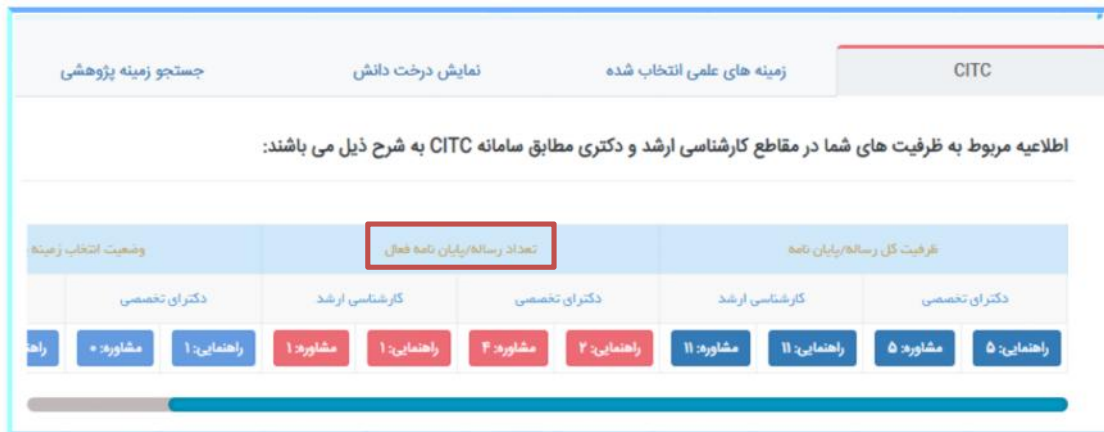 CITC زمینه های علمی انتخاب شده نمایش درخت دانش جستجو زمینه پژوهشی
اطلاعیه مربوط به ظرفیت های شما در مقاطع کارشناسی ارشد و دکتری مطابق سامانه CITC به شرح ذیل می باشند:
ظرفیت کل رساله/پایان نامه تعداد رساله/پایان نامه فعال وضعیت انتخاب زمینه
دکترای تخصصی کارشناسی ارشد دکترای تخصصی کارشناسی ارشد دکترای تخصصی
راهنمایی: ۵ مشاوره: ۵ راهنمایی: ۱۱ مشاوره: ۱۱ راهنمایی: ۲ مشاوره: ۴ راهنمایی: ۱ مشاوره: ۱ راهنمایی: ۱ مشاوره: ۰